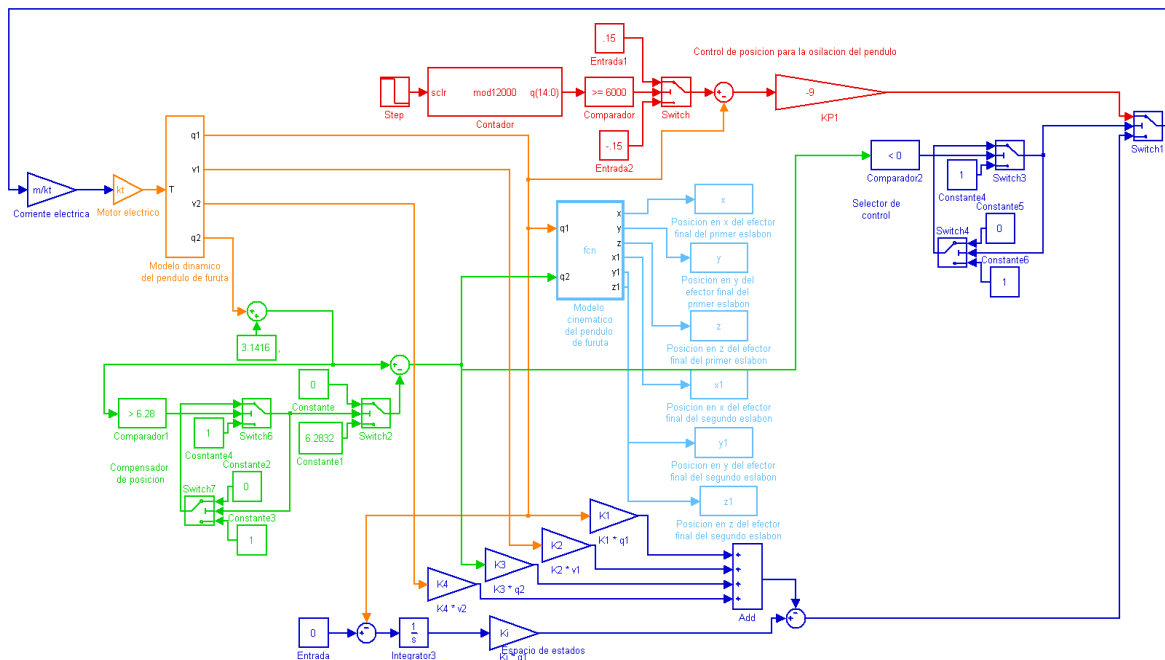 .15
Entrada1
Control de posicion para la osilacion del pendulo
Step
sclr
mod12000
q(14:0)
Contador
>= 6000
Comparador
Switch
-9
KP1
-.15
Entrada2
Switch1
m/kt
Corriente electrica
kt
Motor electrico
T
q1
v1
v2
q2
Modelo dinamico
del pendulo de furuta
< 0
Comparador2
Selector de
control
Switch3
1
Constante4
Constante5
0
Switch4
Constante6
1
q1
q2
fcn
x
y
z
x1
y1
z1
Modelo
cinematico
del pendulo
de furuta
x
Posicion en x del efector
final del primer eslabon
y
Posicion en y del
efector final del
primer eslabon
z
Posicion en z del efector
final del primer eslabon
x1
Posicion en x del efector
final del segundo eslabon
y1
Posicion en y del efector
final del segundo eslabon
z1
Posicion en z del efector
final del segundo eslabon
3.1416
> 6.28
Comparador1
Compensador
de posicion
Switch6
1
Cosntante4
Constante2
0
Switch7
Constante3
1
0
Constante
6.2832
Constante1
Switch2
K1
K1 * q1
K2
K2 * v1
K3
K3 * q2
K4
K4 * v2
Add
0
Entrada
1
s
Integrator3
Ki
Espacio de estados
Ki * q1